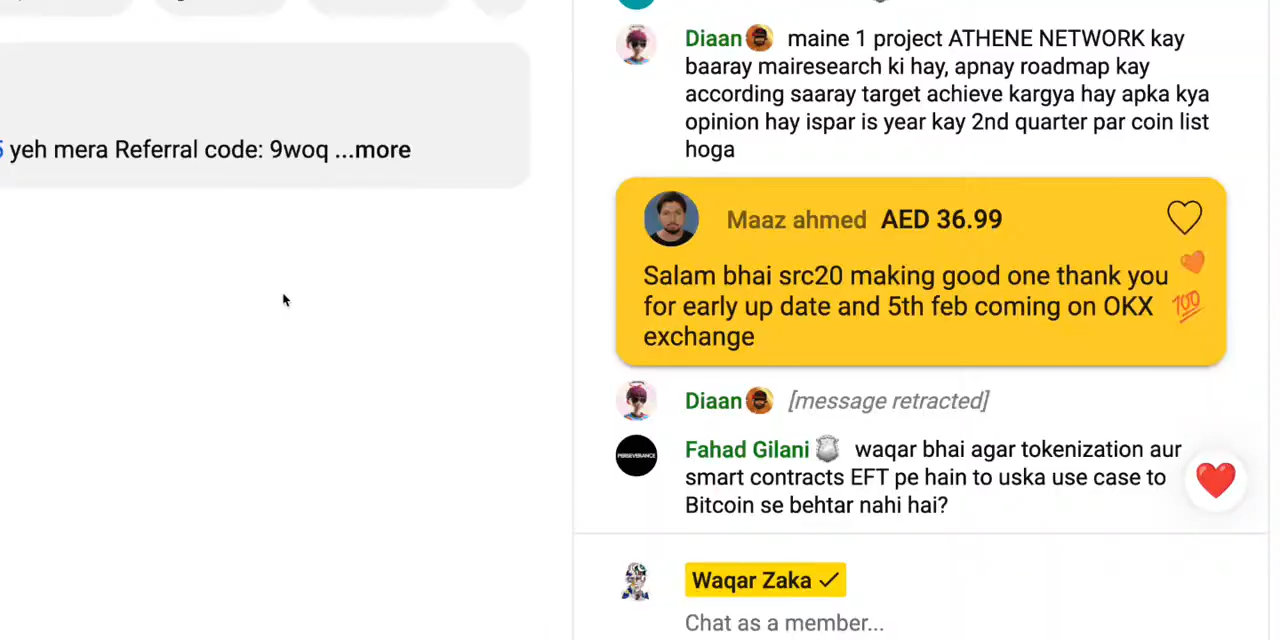 yeh mera Referral code: 9woq ...more
Diaan maine 1 project ATHENE NETWORK kay
baaray mairesearch ki hay, apnay roadmap kay
according saaray target achieve kargya hay apka kya
opinion hay ispar is year kay 2nd quarter par coin list
hoga
Maaz ahmed AED 36.99
Salam bhai src20 making good one thank you
for early up date and 5th feb coming on OKX
exchange
100
Diaan [message retracted]
PERSEVERANCE
Fahad Gilani waqar bhai agar tokenization aur
smart contracts EFT pe hain to uska use case to
Bitcoin se behtar nahi hai?
Waqar Zaka
Chat as a member...